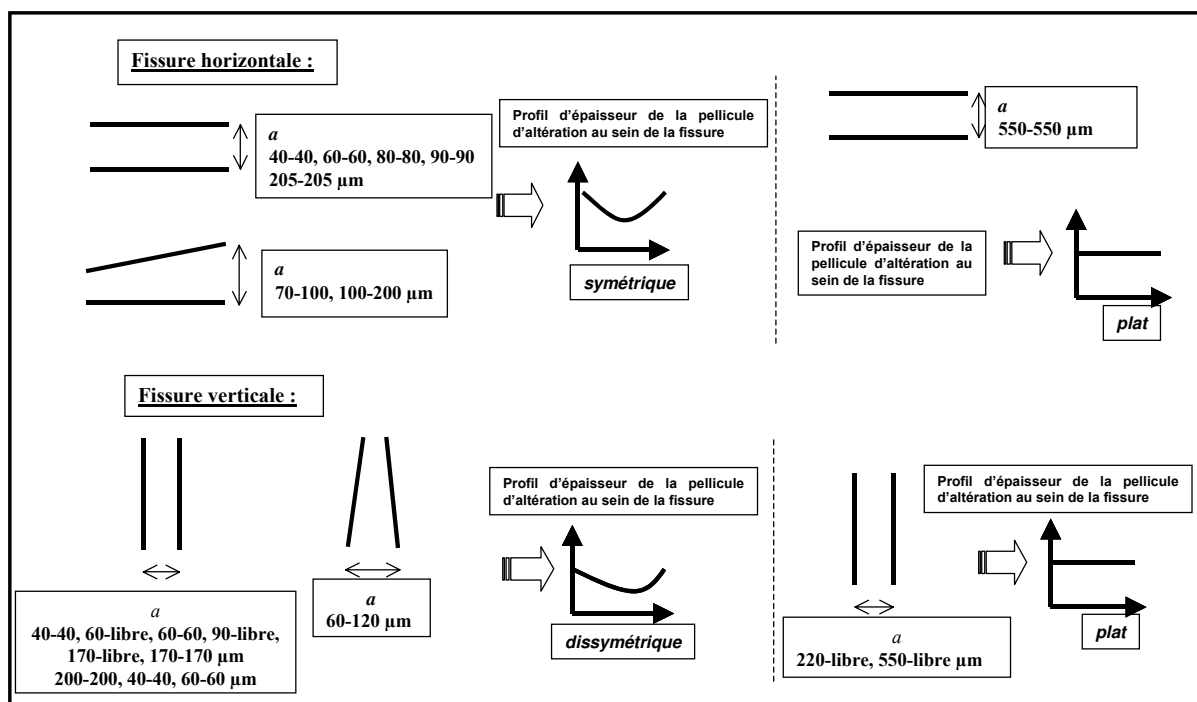 Fissure horizontale :
a
40-40, 60-60, 80-80, 90-90
205-205 µm
a
70-100, 100-200 µm
Profil d’épaisseur de la pellicule
d’altération au sein de la fissure
symétrique
a
550-550 µm
Profil d’épaisseur de la
pellicule d’altération au
sein de la fissure
plat
Fissure verticale :
a
40-40, 60-libre, 60-60, 90-libre,
170-libre, 170-170 µm
200-200, 40-40, 60-60 µm
a
60-120 µm
Profil d’épaisseur de la pellicule
d’altération au sein de la fissure
dissymétrique
a
220-libre, 550-libre µm
Profil d’épaisseur de la pellicule
d’altération au sein de la fissure
plat